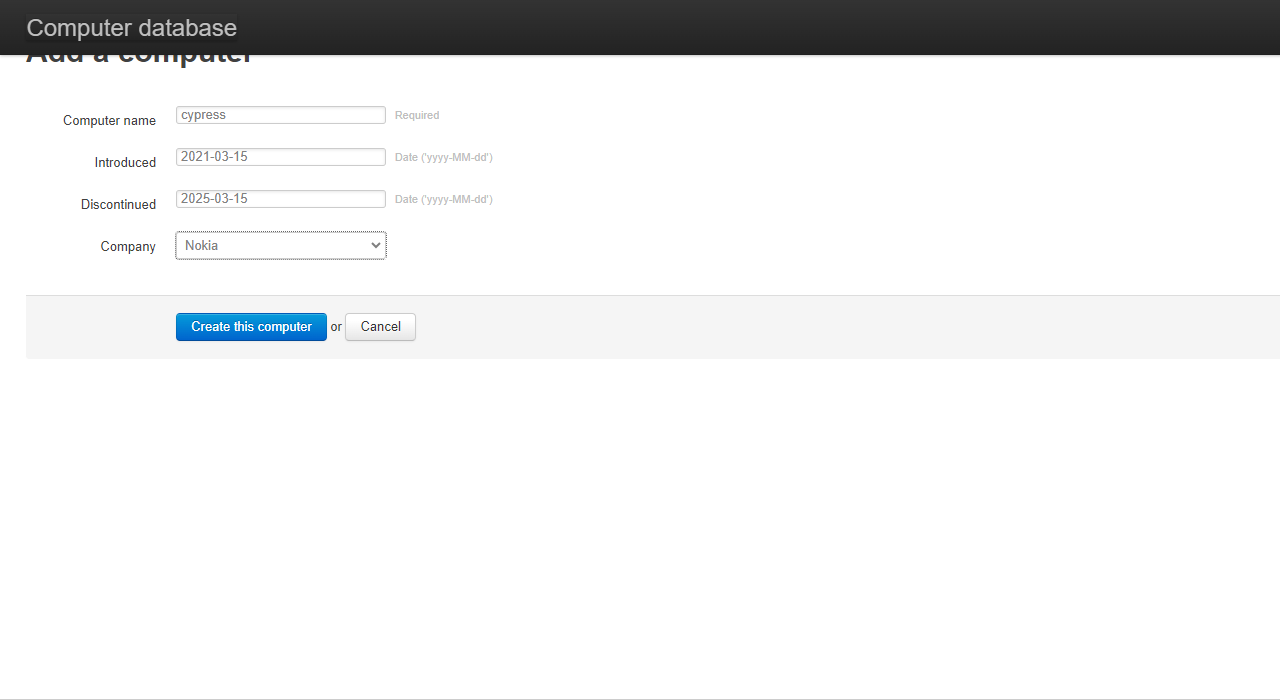 Computer database
Add a computer
Computer name cypress Required
Introduced 2021-03-15 Date ('yyyy-MM-dd')
Discontinued 2025-03-15 Date ('yyyy-MM-dd')
Company Nokia
Create this computer or Cancel